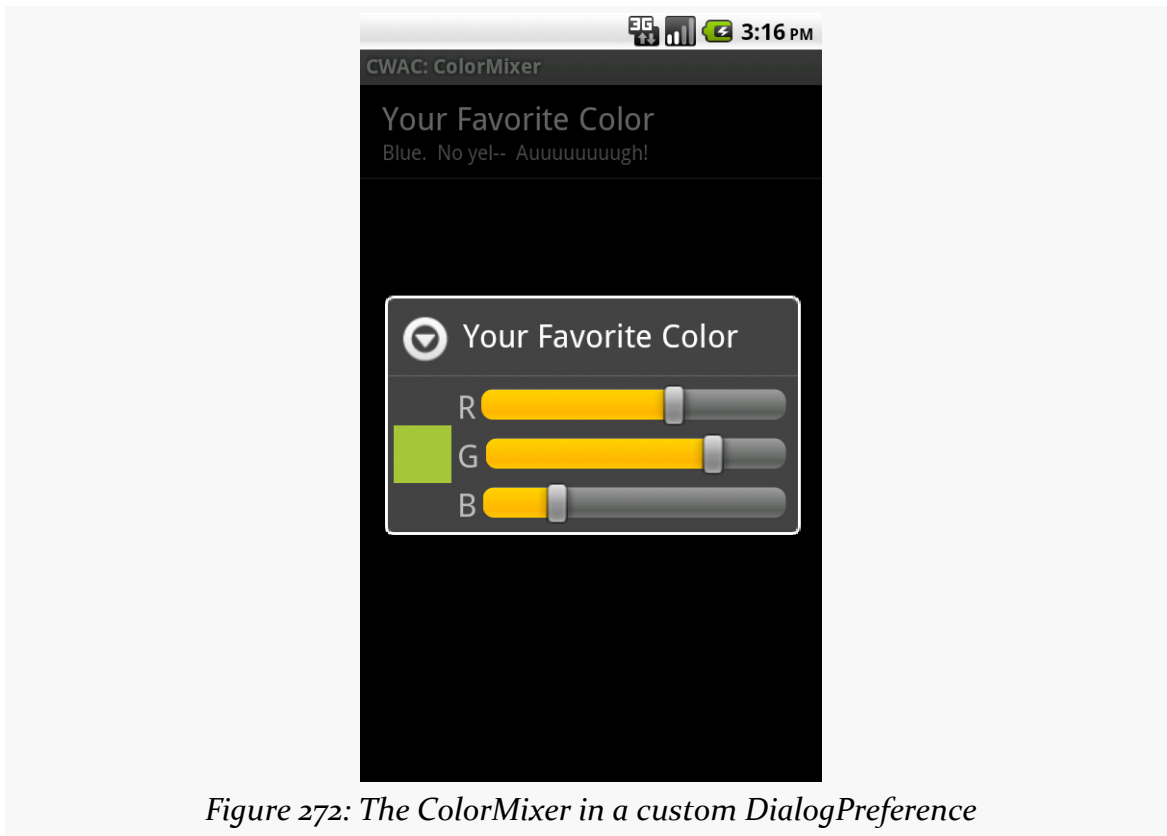 3G 3:16 PM
CWAC: ColorMixer
Your Favorite Color
Blue.  No yel--  Auuuuuuuugh!
Your Favorite Color
R
G
B
Figure 272: The ColorMixer in a custom DialogPreference